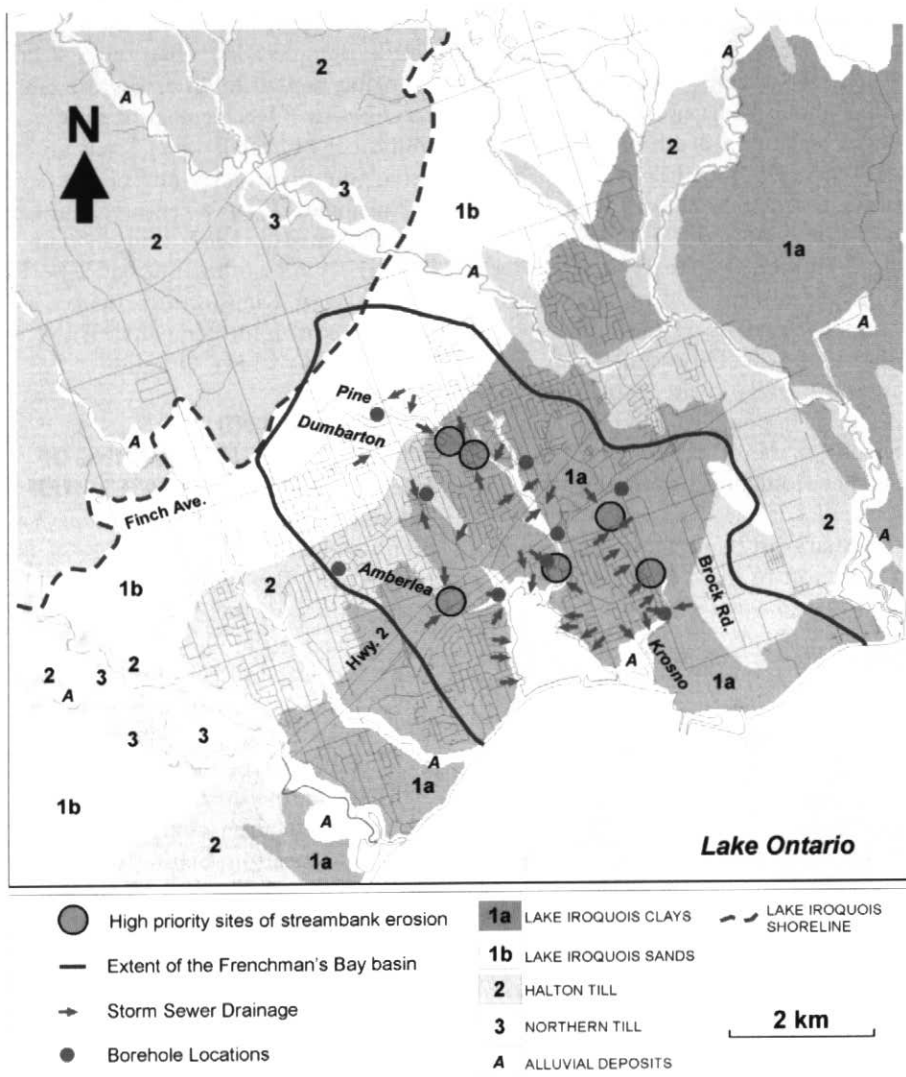 2
A
A
N
2
3
3
1b
2
1a
A
A
Pine
Dumbarton
A
1a
Finch Ave.
2
A
1b
2
Amberlea
Brock Rd.
Hwy. 2
2
3
2
A
A
Krosno
1a
3
3
A
1a
1b
A
2
1a
Lake Ontario
High priority sites of streambank erosion
Extent of the Frenchman's Bay basin
Storm Sewer Drainage
Borehole Locations
1a LAKE IROQUOIS CLAYS
1b LAKE IROQUOIS SANDS
2 HALTON TILL
3 NORTHERN TILL
A ALLUVIAL DEPOSITS
LAKE IROQUOIS
SHORELINE
2 km